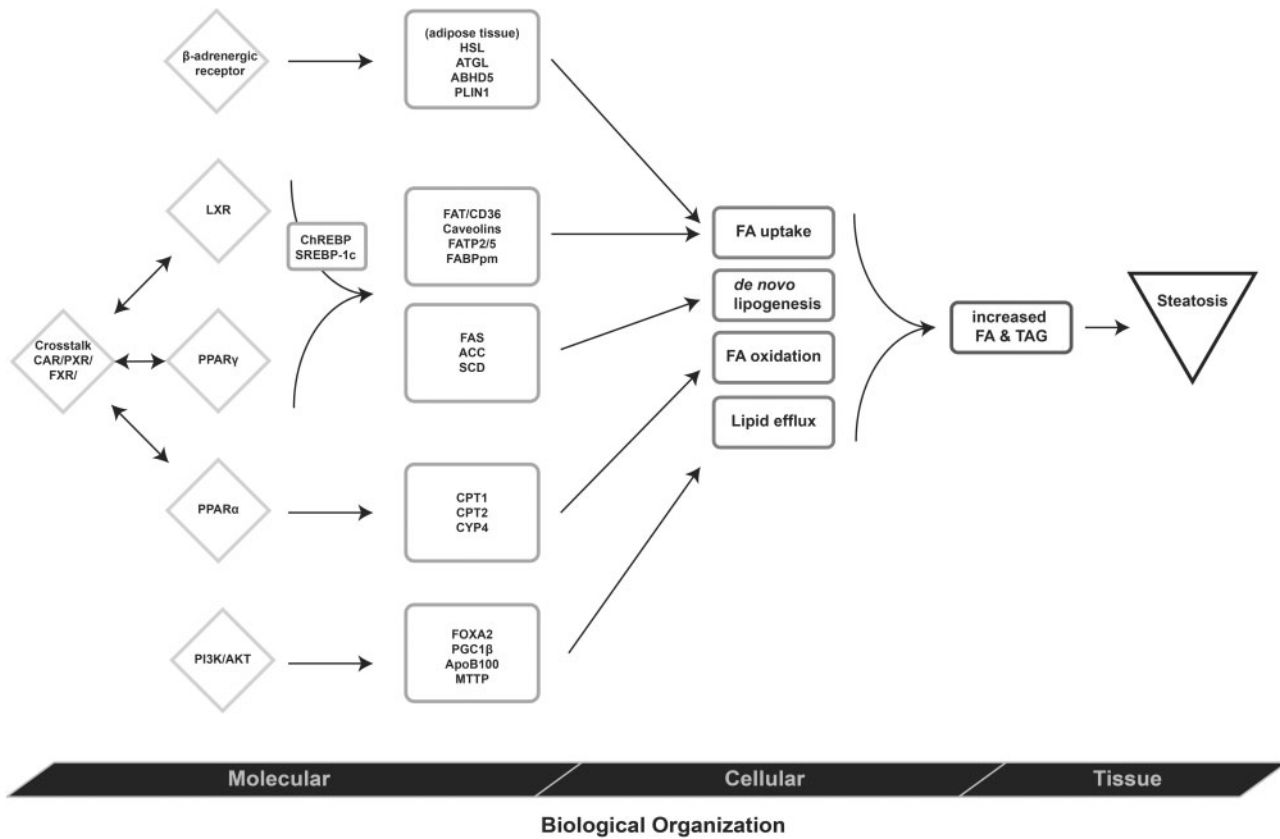 β-adrenergic
receptor
(adipose tissue)
HSL
ATGL
ABHD5
PLIN1
LXR
ChREBP
SREBP-1c
FAT/CD36
Caveolins
FATP2/5
FABPpm
FA uptake
de novo
lipogenesis
Crosstalk
CAR/PXR/
FXR/
PPARγ
FAS
ACC
SCD
FA oxidation
Lipid efflux
increased
FA & TAG
Steatosis
PPARα
CPT1
CPT2
CYP4
PI3K/AKT
FOXA2
PGC1β
ApoB100
MTTP
Molecular
Cellular
Tissue
Biological Organization